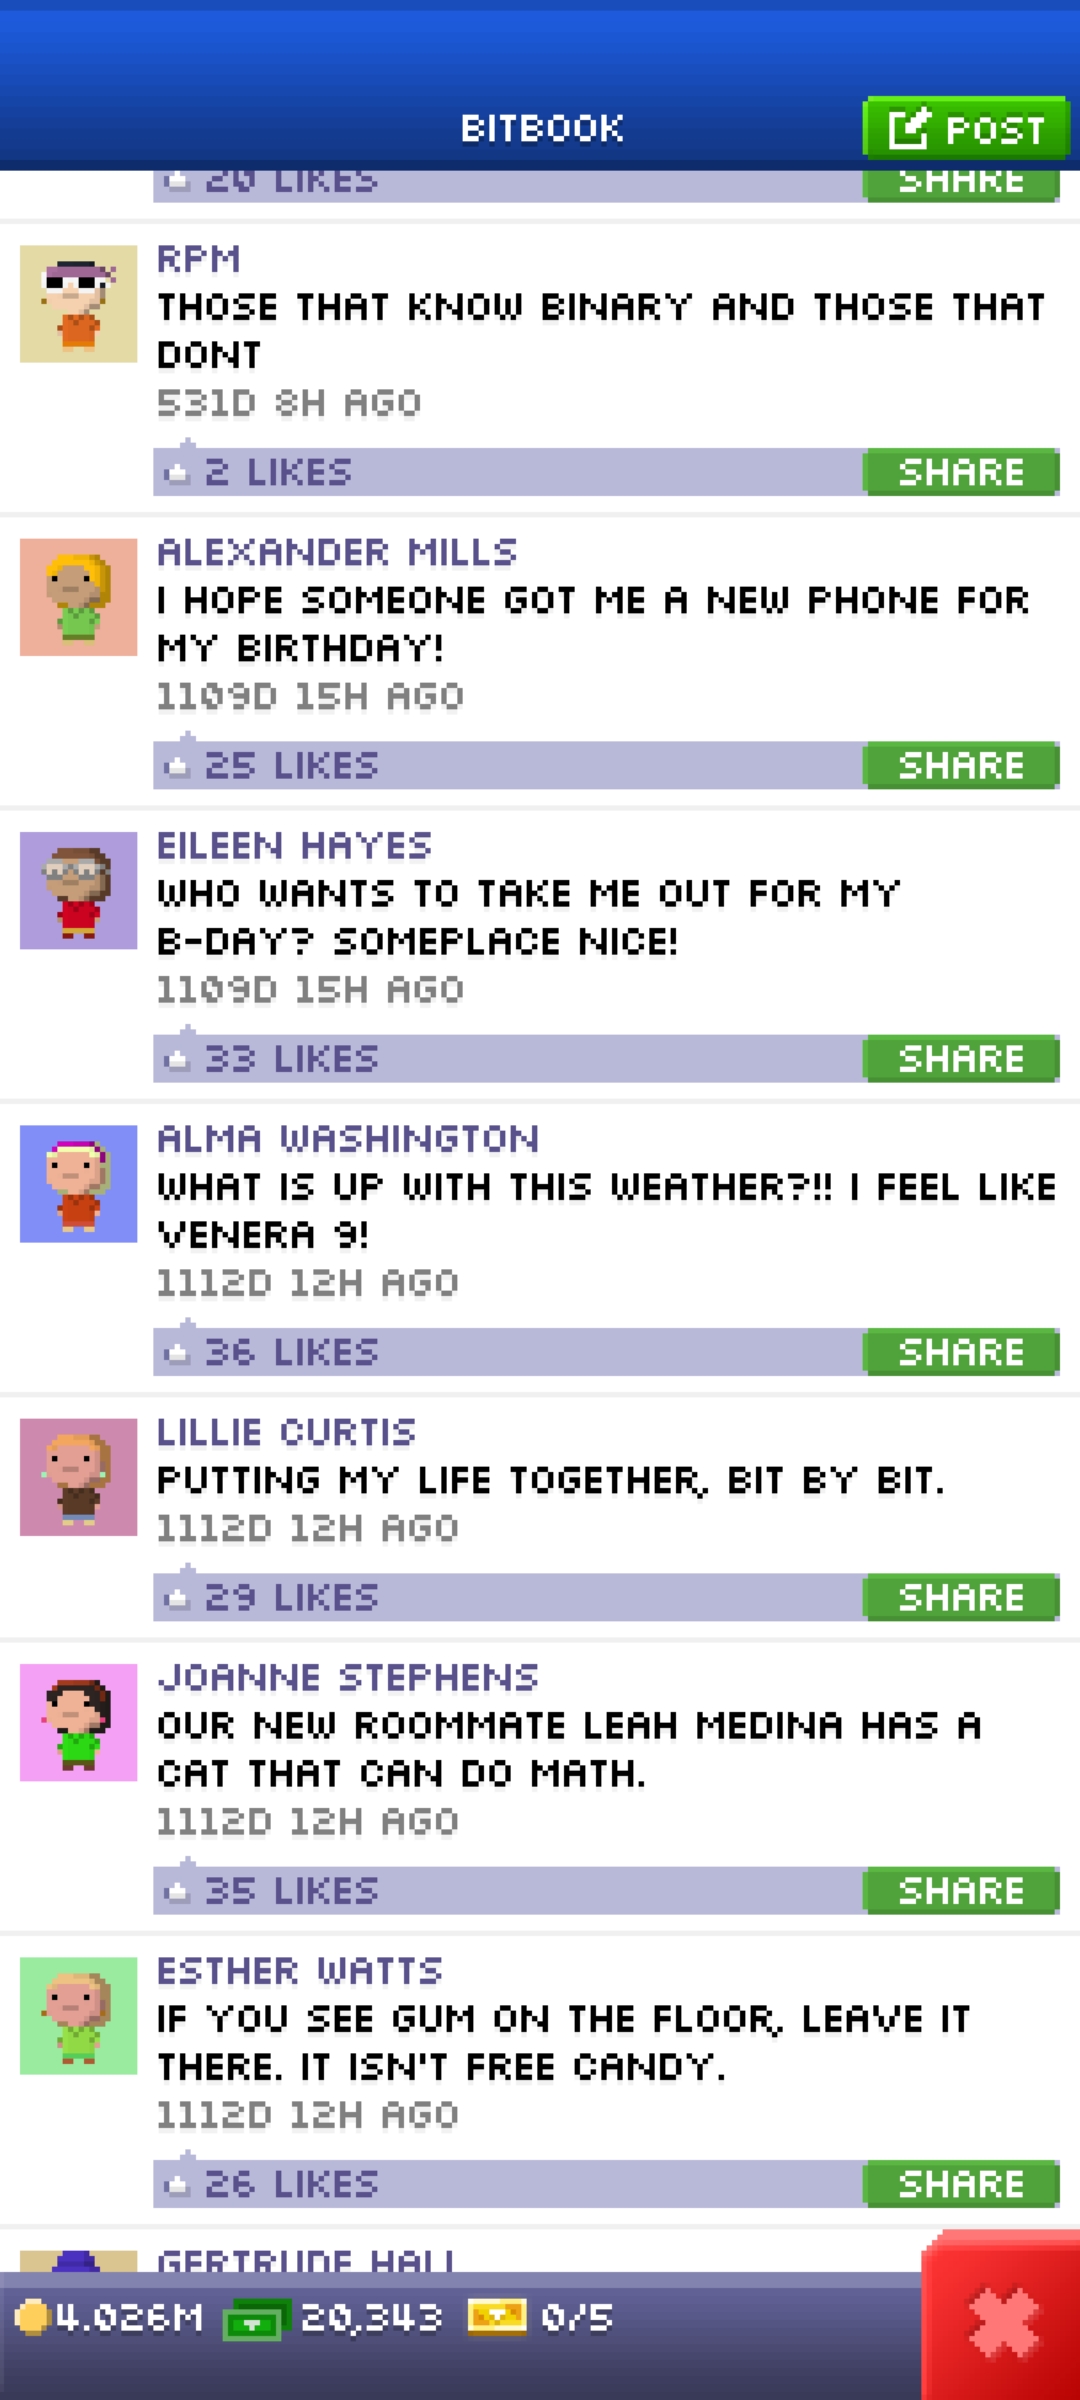 BITBOOK
POST
20 LIKES
SHARE
RPM
THOSE THAT KNOW BINARY AND THOSE THAT
DONT
531D 8H AGO
2 LIKES
SHARE
ALEXANDER MILLS
I HOPE SOMEONE GOT ME A NEW PHONE FOR
MY BIRTHDAY!
1109D 15H AGO
25 LIKES
SHARE
EILEEN HAYES
WHO WANTS TO TAKE ME OUT FOR MY
B-DAY? SOMEPLACE NICE!
1109D 15H AGO
33 LIKES
SHARE
ALMA WASHINGTON
WHAT IS UP WITH THIS WEATHER?!! I FEEL LIKE
VENERA 9!
1112D 12H AGO
36 LIKES
SHARE
LILLIE CURTIS
PUTTING MY LIFE TOGETHER, BIT BY BIT.
1112D 12H AGO
29 LIKES
SHARE
JOANNE STEPHENS
OUR NEW ROOMMATE LEAH MEDINA HAS A
CAT THAT CAN DO MATH.
1112D 12H AGO
35 LIKES
SHARE
ESTHER WATTS
IF YOU SEE GUM ON THE FLOOR, LEAVE IT
THERE. IT ISN'T FREE CANDY.
1112D 12H AGO
26 LIKES
SHARE
GERTRUDE HALL
4.026M 20,343 0/5